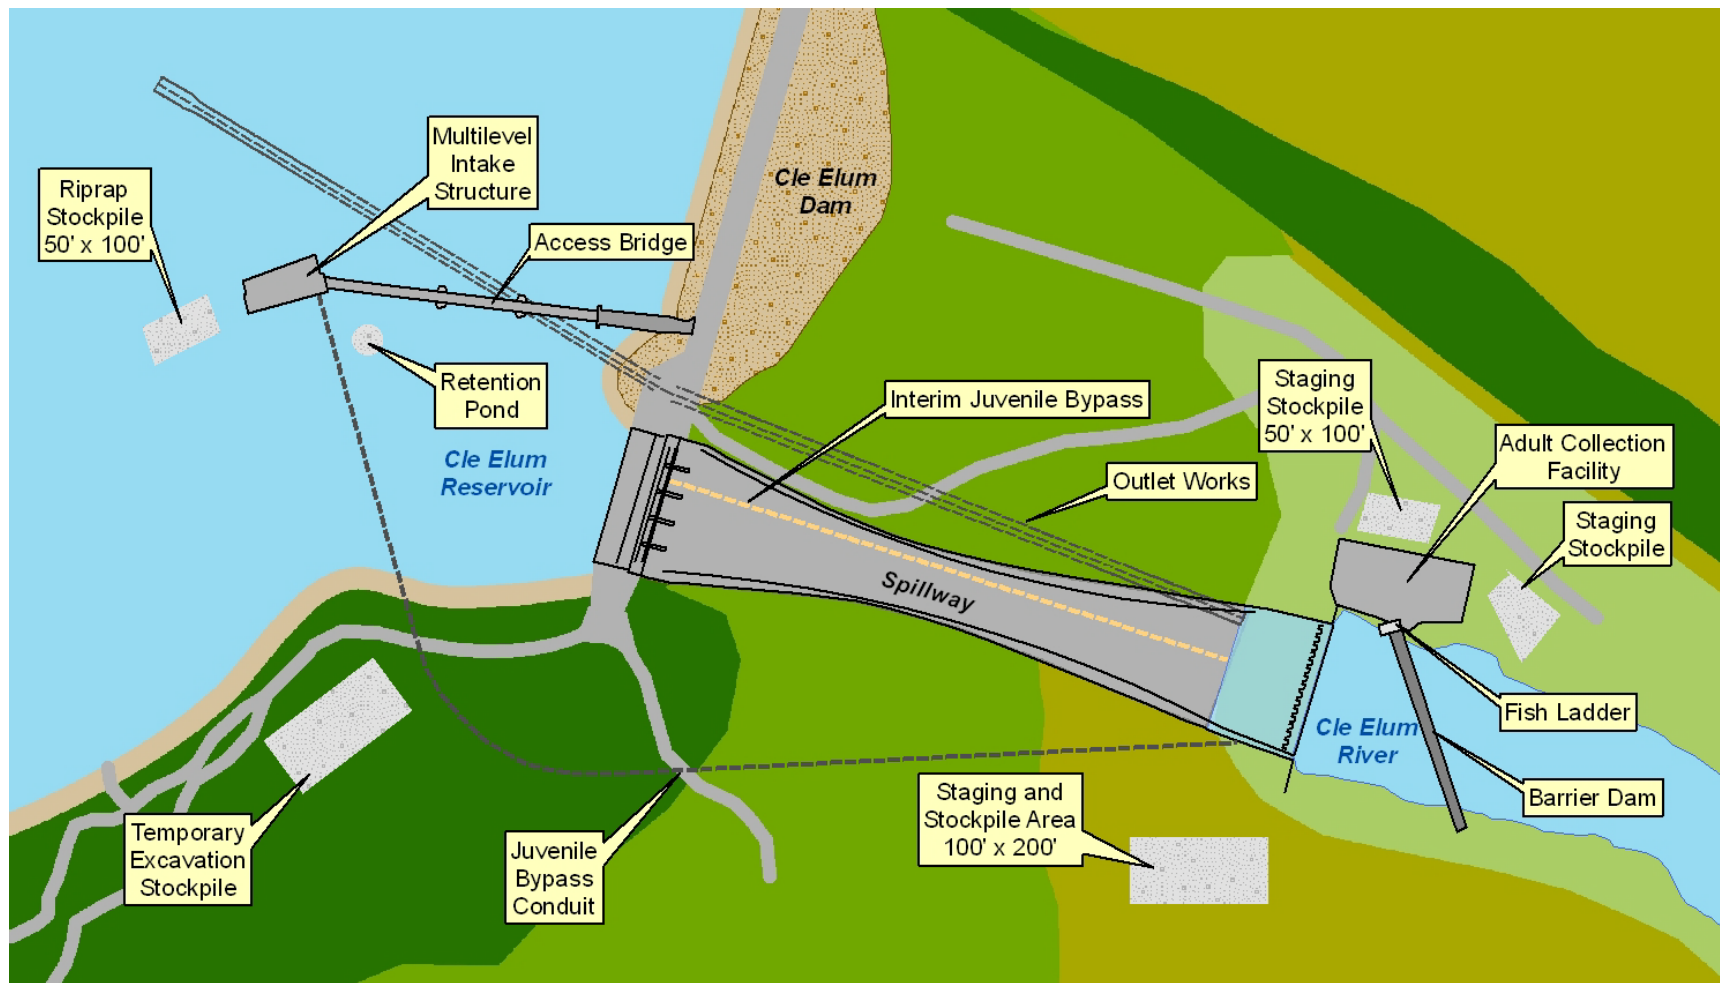 Multilevel
Intake
Structure
Riprap
Stockpile
50' x 100'
Access Bridge
Cle Elum
Dam
Retention
Pond
Cle Elum
Reservoir
Interim Juvenile Bypass
Staging
Stockpile
50' x 100'
Outlet Works
Adult Collection
Facility
Staging
Stockpile
Spillway
Fish Ladder
Cle Elum
River
Barrier Dam
Staging and
Stockpile Area
100' x 200'
Temporary
Excavation
Stockpile
Juvenile
Bypass
Conduit